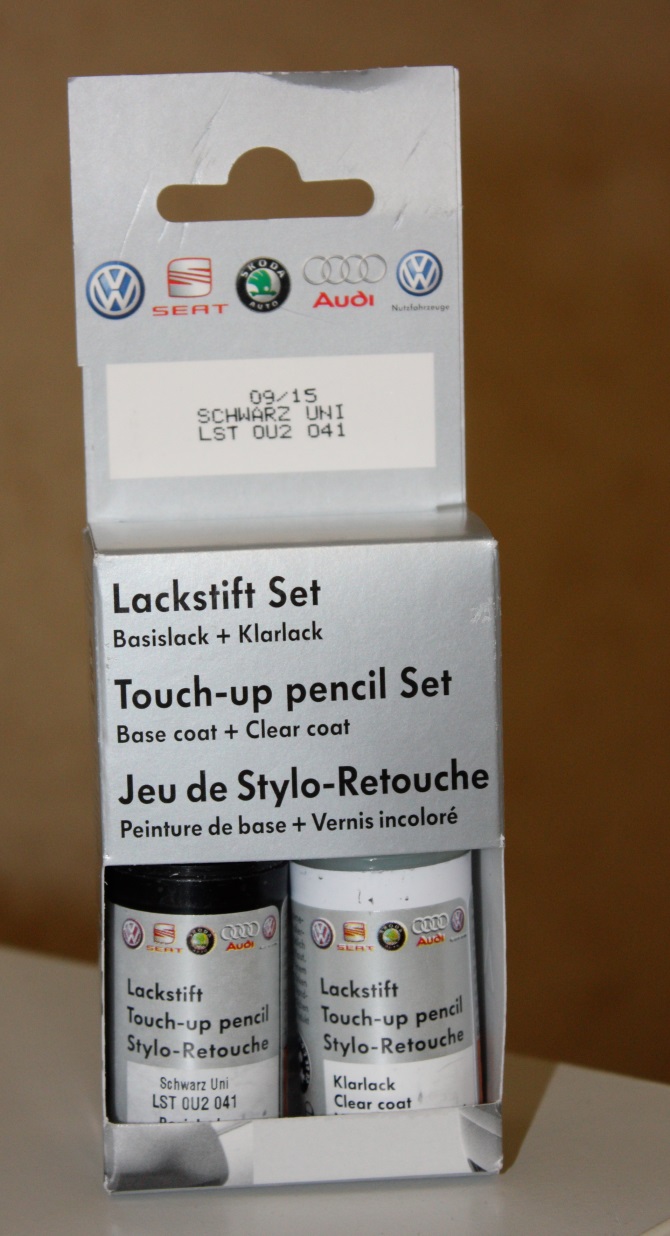 SEAT
ŠKODA
AUTO
Audi
Nutzfahrzeuge
09/15
SCHWARZ UNI
LST 0U2 041
Lackstift Set
Basislack + Klarlack
Touch-up pencil Set
Base coat + Clear coat
Jeu de Stylo-Retouche
Peinture de base + Vernis incoloré
SEAT
Audi
Lackstift
Touch-up pencil
Stylo-Retouche
Schwarz Uni
LST 0U2 041
SEAT
Audi
Lackstift
Touch-up pencil
Stylo-Retouche
Klarlack
Clear coat